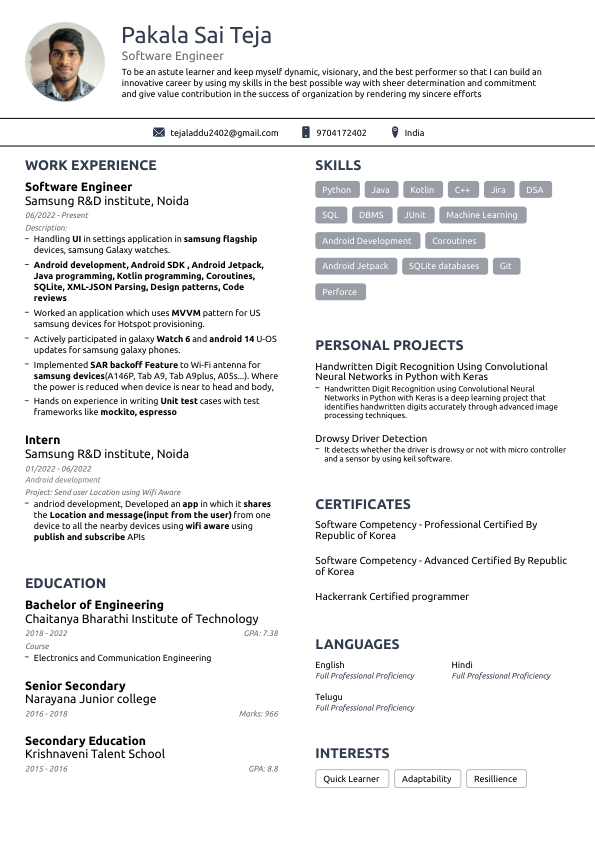 Pakala Sai Teja
Software Engineer
To be an astute learner and keep myself dynamic, visionary, and the best performer so that I can build an
innovative career by using my skills in the best possible way with sheer determination and commitment
and give value contribution in the success of organization by rendering my sincere efforts
tejaladdu2402@gmail.com 9704172402 India
WORK EXPERIENCE
Software Engineer
Samsung R&D institute, Noida
06/2022 - Present
Description:
– Handling UI in settings application in samsung flagship
devices, samsung Galaxy watches.
– Android development, Android SDK , Android Jetpack,
Java programming, Kotlin programming, Coroutines,
SQLite, XML-JSON Parsing, Design patterns, Code
reviews
– Worked an application which uses MVVM pattern for US
samsung devices for Hotspot provisioning.
– Actively participated in galaxy Watch 6 and android 14 U-OS
updates for samsung galaxy phones.
– Implemented SAR backoff Feature to Wi-Fi antenna for
samsung devices(A146P, Tab A9, Tab A9plus, A05s...). Where
the power is reduced when device is near to head and body,
– Hands on experience in writing Unit test cases with test
frameworks like mockito, espresso
Intern
Samsung R&D institute, Noida
01/2022 - 06/2022
Android development
Project: Send user Location using Wifi Aware
– andriod development, Developed an app in which it shares
the Location and message(input from the user) from one
device to all the nearby devices using wifi aware using
publish and subscribe APIs
EDUCATION
Bachelor of Engineering
Chaitanya Bharathi Institute of Technology
2018 - 2022 GPA: 7.38
Course
– Electronics and Communication Engineering
Senior Secondary
Narayana Junior college
2016 - 2018 Marks: 966
Secondary Education
Krishnaveni Talent School
2015 - 2016 GPA: 8.8
SKILLS
Python Java Kotlin C++ Jira DSA
SQL DBMS JUnit Machine Learning
Android Development Coroutines
Android Jetpack SQLite databases Git
Perforce
PERSONAL PROJECTS
Handwritten Digit Recognition Using Convolutional
Neural Networks in Python with Keras
– Handwritten Digit Recognition using Convolutional Neural
Networks in Python with Keras is a deep learning project that
identifies handwritten digits accurately through advanced image
processing techniques.
Drowsy Driver Detection
– It detects whether the driver is drowsy or not with micro controller
and a sensor by using keil software.
CERTIFICATES
Software Competency - Professional Certified By
Republic of Korea
Software Competency - Advanced Certified By Republic
of Korea
Hackerrank Certified programmer
LANGUAGES
English Hindi
Full Professional Proficiency Full Professional Proficiency
Telugu
Full Professional Proficiency
INTERESTS
Quick Learner Adaptability Resillience